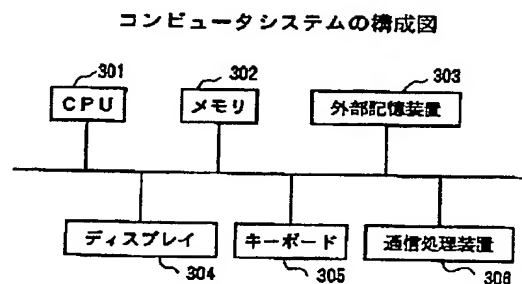 コンピュータシステムの構成図
301 302 303
CPU メモリ 外部記憶装置
ディスプレイ キーボード 通信処理装置
304 305 306